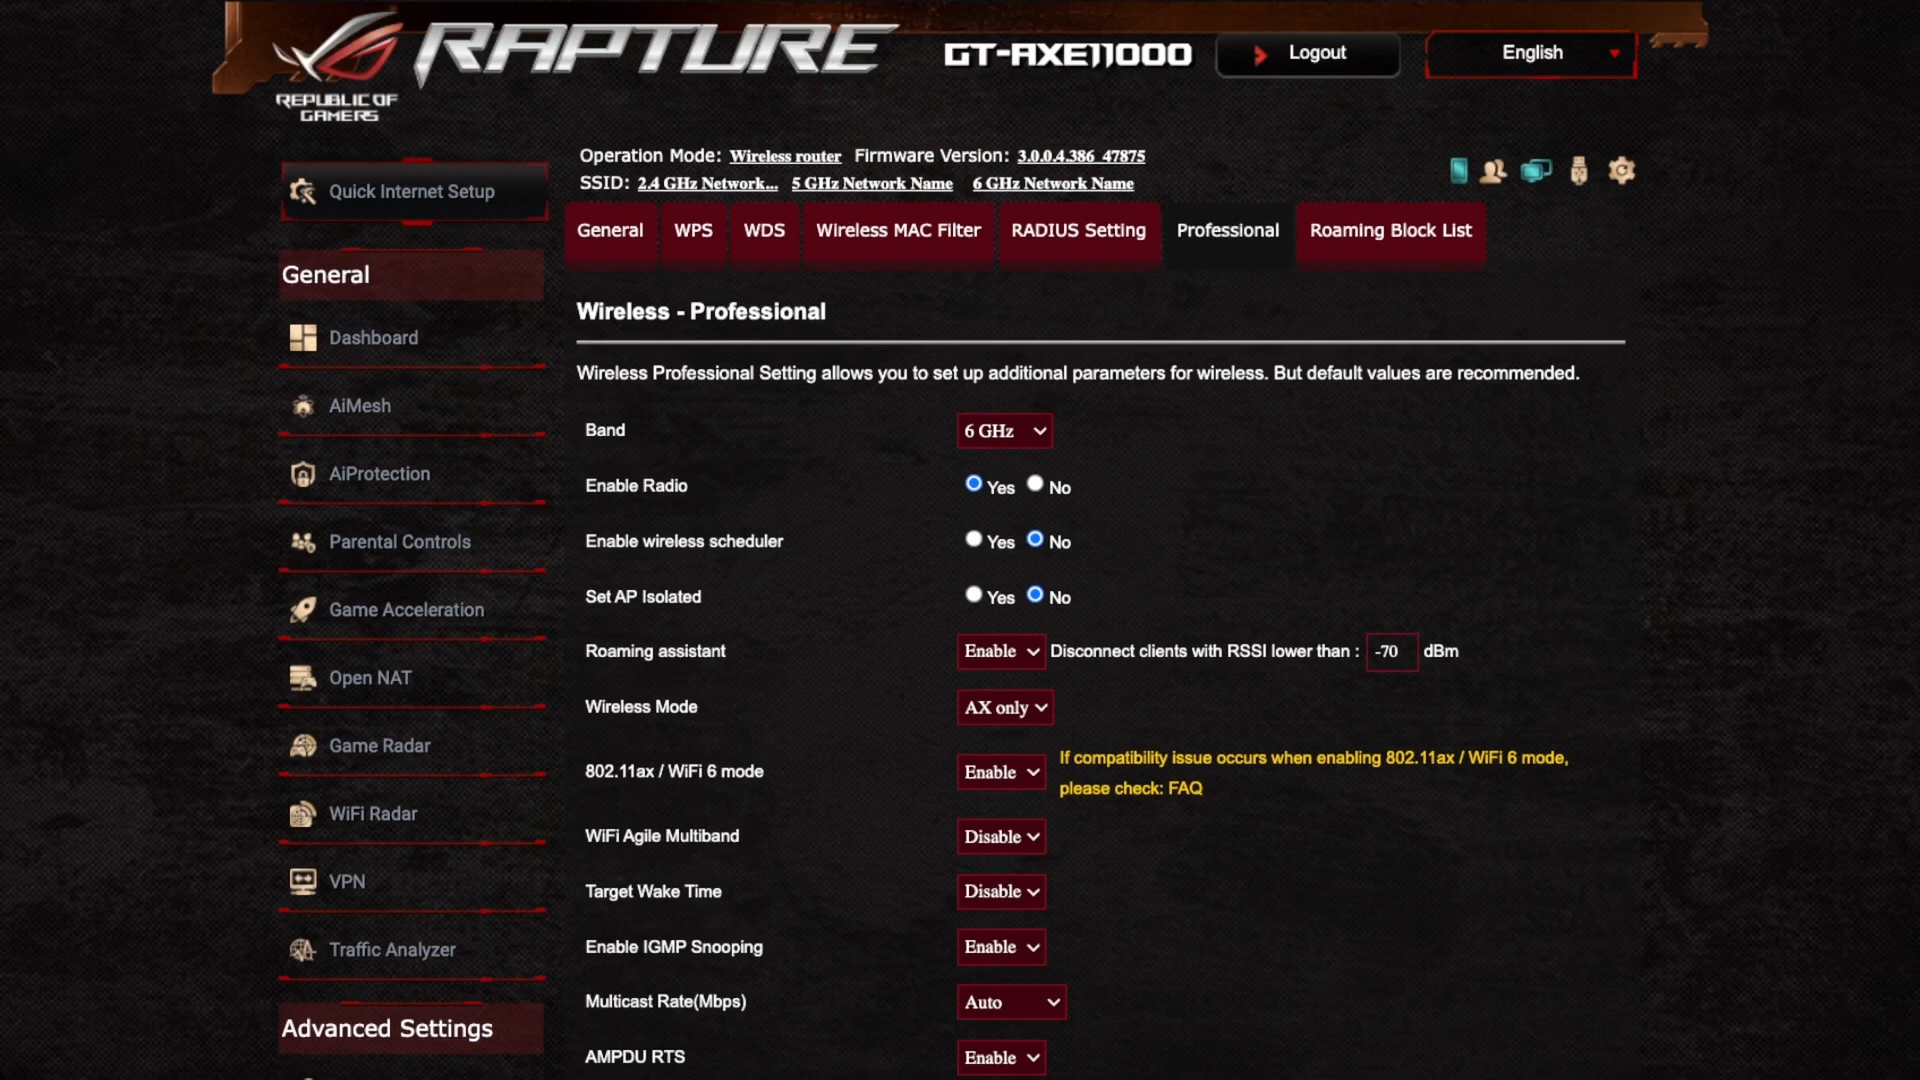 RAPTURE
REPUBLIC OF
GAMERS
GT-AXE11000
Logout
English
Operation Mode: Wireless router Firmware Version: 3.0.0.4.386_47875
SSID: 2.4 GHz Network... 5 GHz Network Name 6 GHz Network Name
Quick Internet Setup
General
Dashboard
AiMesh
AiProtection
Parental Controls
Game Acceleration
Open NAT
Game Radar
WiFi Radar
VPN
Traffic Analyzer
Advanced Settings
General WPS WDS Wireless MAC Filter RADIUS Setting Professional Roaming Block List
Wireless - Professional
Wireless Professional Setting allows you to set up additional parameters for wireless. But default values are recommended.
Band 6 GHz
Enable Radio Yes No
Enable wireless scheduler Yes No
Set AP Isolated Yes No
Roaming assistant Enable Disconnect clients with RSSI lower than : -70 dBm
Wireless Mode AX only
802.11ax / WiFi 6 mode Enable If compatibility issue occurs when enabling 802.11ax / WiFi 6 mode,
please check: FAQ
WiFi Agile Multiband Disable
Target Wake Time Disable
Enable IGMP Snooping Enable
Multicast Rate(Mbps) Auto
AMPDU RTS Enable